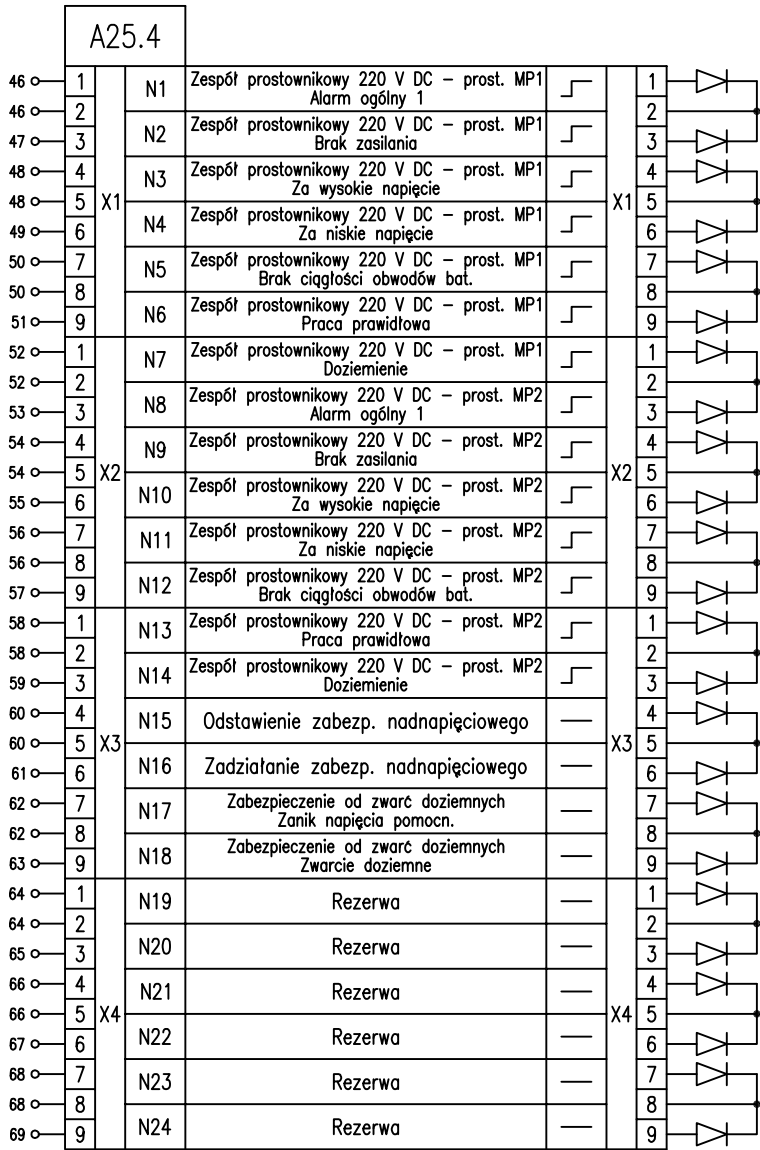 A25.4
46 1 N1 Zespół prostownikowy 220 V DC – prost. MP1 1
Alarm ogólny 1
46 2 2
47 3 N2 Zespół prostownikowy 220 V DC – prost. MP1 3
Brak zasilania
48 4 N3 Zespół prostownikowy 220 V DC – prost. MP1 4
Za wysokie napięcie
48 5 X1 X1 5
49 6 N4 Zespół prostownikowy 220 V DC – prost. MP1 6
Za niskie napięcie
50 7 N5 Zespół prostownikowy 220 V DC – prost. MP1 7
Brak ciągłości obwodów bat.
50 8 8
51 9 N6 Zespół prostownikowy 220 V DC – prost. MP1 9
Praca prawidłowa
52 1 N7 Zespół prostownikowy 220 V DC – prost. MP1 1
Doziemienie
52 2 2
53 3 N8 Zespół prostownikowy 220 V DC – prost. MP2 3
Alarm ogólny 1
54 4 N9 Zespół prostownikowy 220 V DC – prost. MP2 4
Brak zasilania
54 5 X2 X2 5
55 6 N10 Zespół prostownikowy 220 V DC – prost. MP2 6
Za wysokie napięcie
56 7 N11 Zespół prostownikowy 220 V DC – prost. MP2 7
Za niskie napięcie
56 8 8
57 9 N12 Zespół prostownikowy 220 V DC – prost. MP2 9
Brak ciągłości obwodów bat.
58 1 N13 Zespół prostownikowy 220 V DC – prost. MP2 1
Praca prawidłowa
58 2 2
59 3 N14 Zespół prostownikowy 220 V DC – prost. MP2 3
Doziemienie
60 4 N15 Odstawienie zabezp. nadnapięciowego 4
60 5 X3 X3 5
61 6 N16 Zadziałanie zabezp. nadnapięciowego 6
62 7 N17 Zabezpieczenie od zwarć doziemnych 7
Zanik napięcia pomocn.
62 8 8
63 9 N18 Zabezpieczenie od zwarć doziemnych 9
Zwarcie doziemne
64 1 N19 Rezerwa 1
64 2 2
65 3 N20 Rezerwa 3
66 4 N21 Rezerwa 4
66 5 X4 X4 5
67 6 N22 Rezerwa 6
68 7 N23 Rezerwa 7
68 8 8
69 9 N24 Rezerwa 9